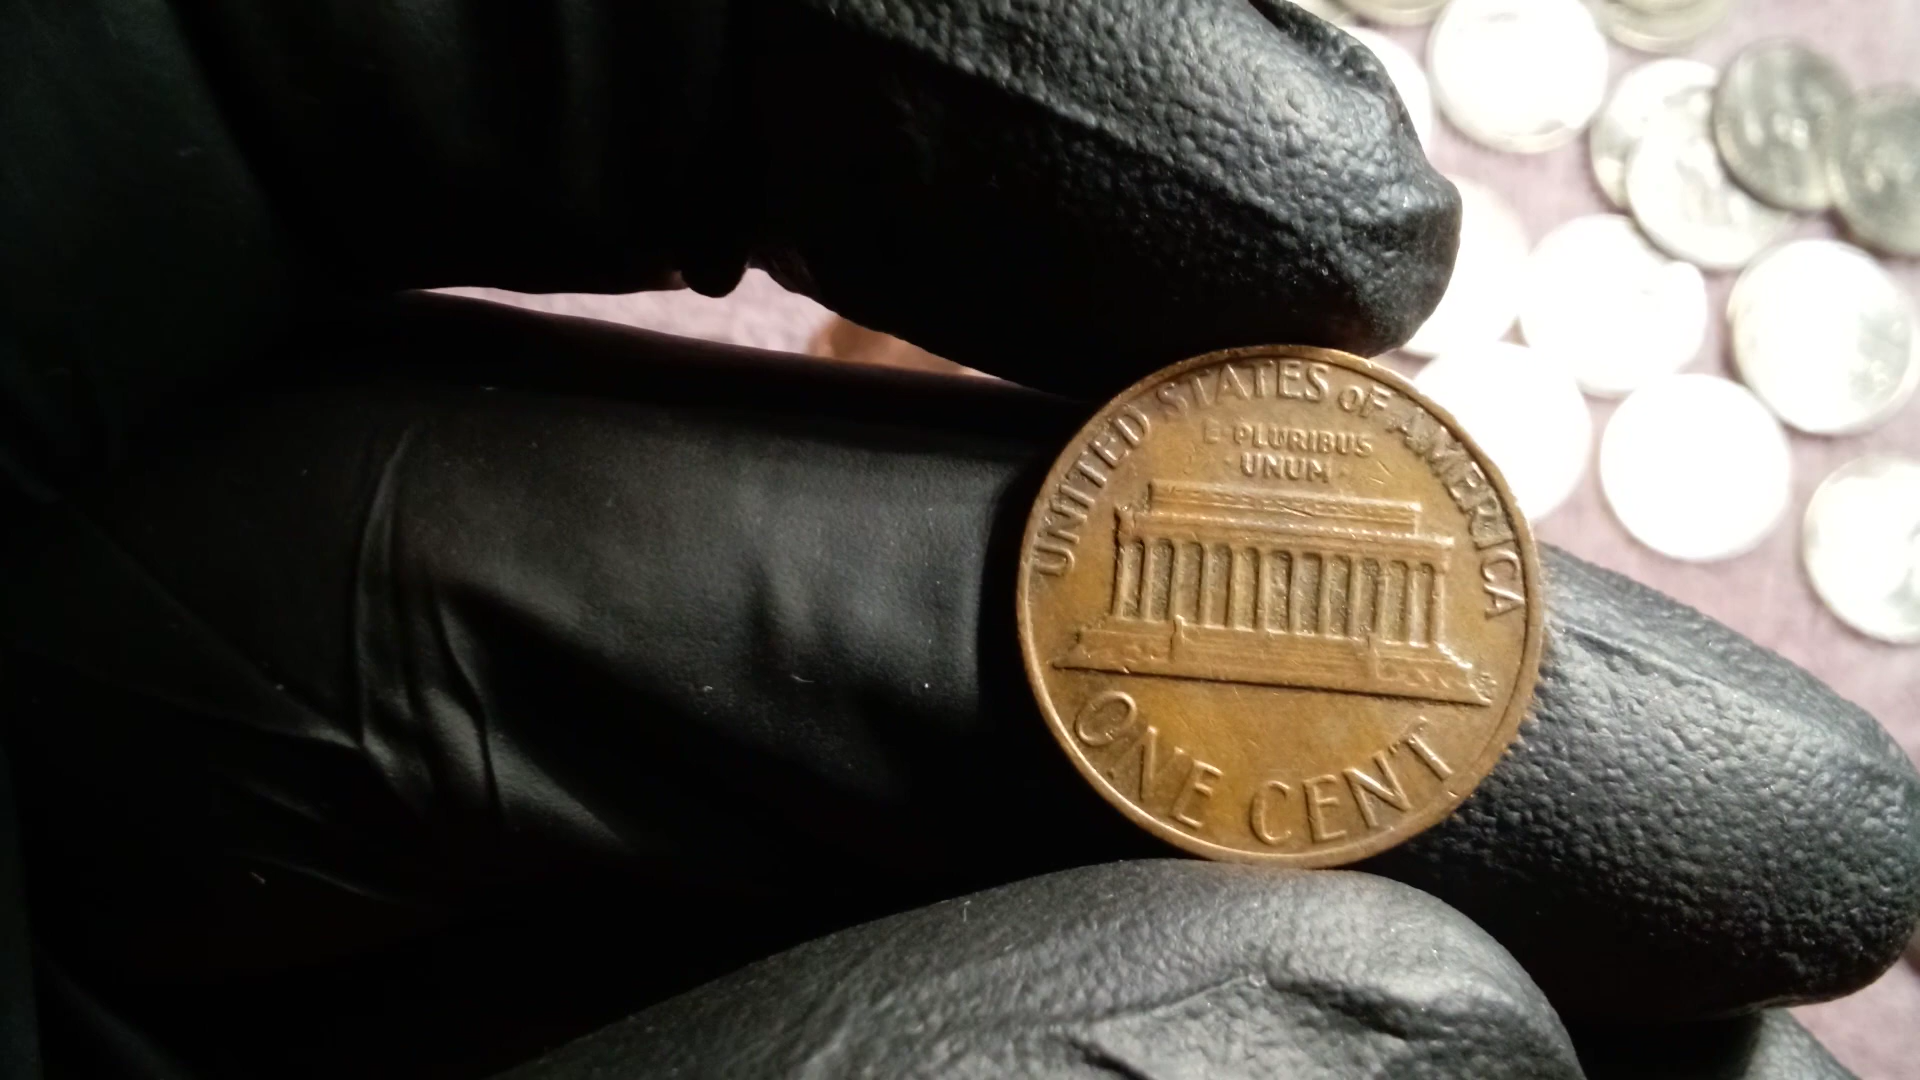 UNITED STATES OF AMERICA
E·PLURIBUS
·UNUM·
ONE CENT